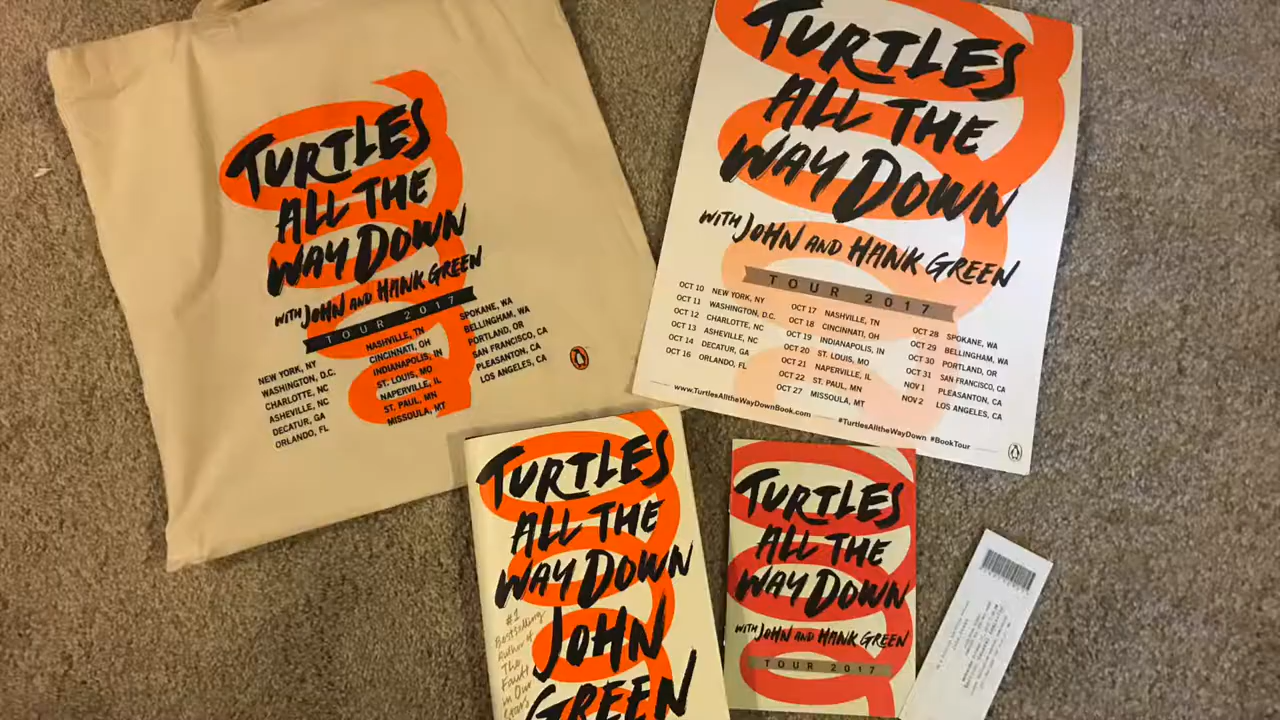 TURTLES
ALL THE
WAY DOWN
WITH JOHN AND HANK GREEN
TOUR 2017
NEW YORK, NY
WASHINGTON, D.C.
CHARLOTTE, NC
ASHEVILLE, NC
DECATUR, GA
ORLANDO, FL
NASHVILLE, TN
CINCINNATI, OH
INDIANAPOLIS, IN
ST. LOUIS, MO
NAPERVILLE, IL
ST. PAUL, MN
MISSOULA, MT
SPOKANE, WA
BELLINGHAM, WA
PORTLAND, OR
SAN FRANCISCO, CA
PLEASANTON, CA
LOS ANGELES, CA
TURTLES
ALL THE
WAY DOWN
WITH JOHN AND HANK GREEN
TOUR 2017
OCT 10 NEW YORK, NY
OCT 11 WASHINGTON, D.C.
OCT 12 CHARLOTTE, NC
OCT 13 ASHEVILLE, NC
OCT 14 DECATUR, GA
OCT 16 ORLANDO, FL
OCT 17 NASHVILLE, TN
OCT 18 CINCINNATI, OH
OCT 19 INDIANAPOLIS, IN
OCT 20 ST. LOUIS, MO
OCT 21 NAPERVILLE, IL
OCT 22 ST. PAUL, MN
OCT 27 MISSOULA, MT
OCT 28 SPOKANE, WA
OCT 29 BELLINGHAM, WA
OCT 30 PORTLAND, OR
OCT 31 SAN FRANCISCO, CA
NOV 1 PLEASANTON, CA
NOV 2 LOS ANGELES, CA
www.TurtlesAlltheWayDownBook.com
#TurtlesAlltheWayDown #BookTour
TURTLES
ALL THE
WAY DOWN
#1
Bestselling
Author of
The
Fault
in Our
Stars
JOHN
GREEN
TURTLES
ALL THE
WAY DOWN
WITH JOHN AND HANK GREEN
TOUR 2017